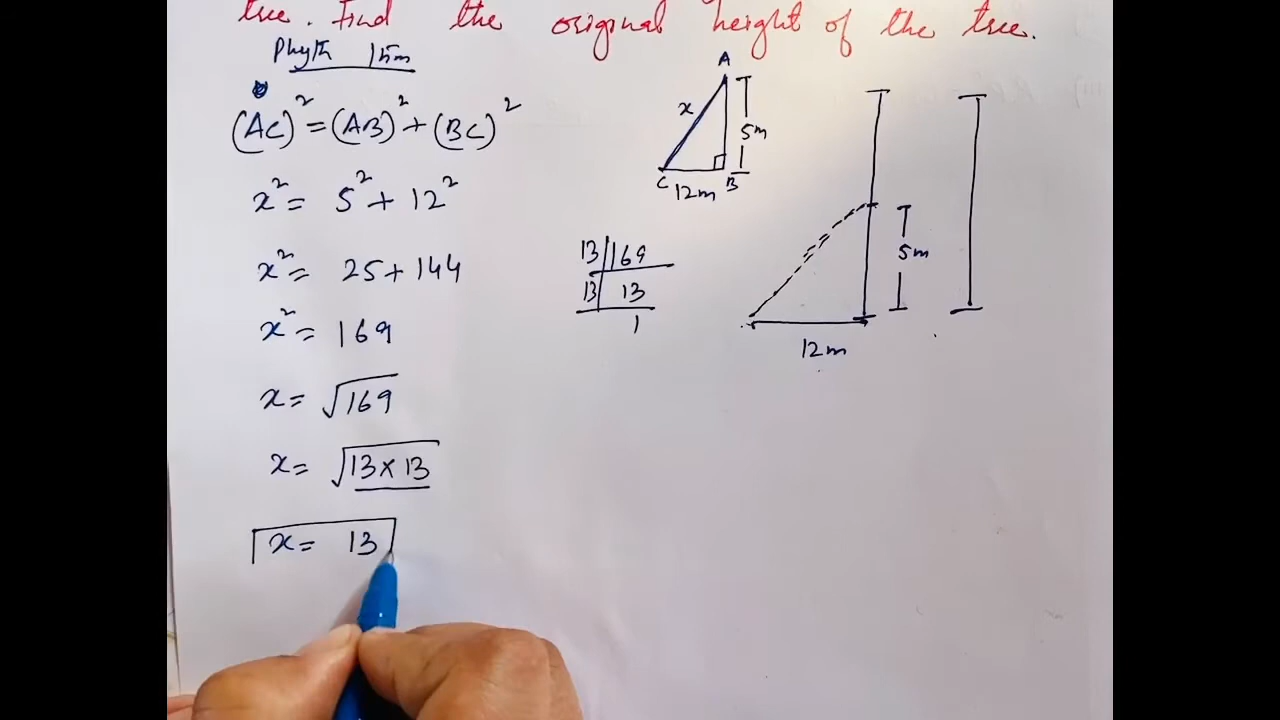 tree. Find the original height of the tree.
Phyth 15m
(AC)² = (AB)² + (BC)²
x² = 5² + 12²
x² = 25 + 144
x² = 169
x = √169
x = √13 × 13
x = 13
A
x
5m
C
12m
B
13 169
13 13
1
5m
12m